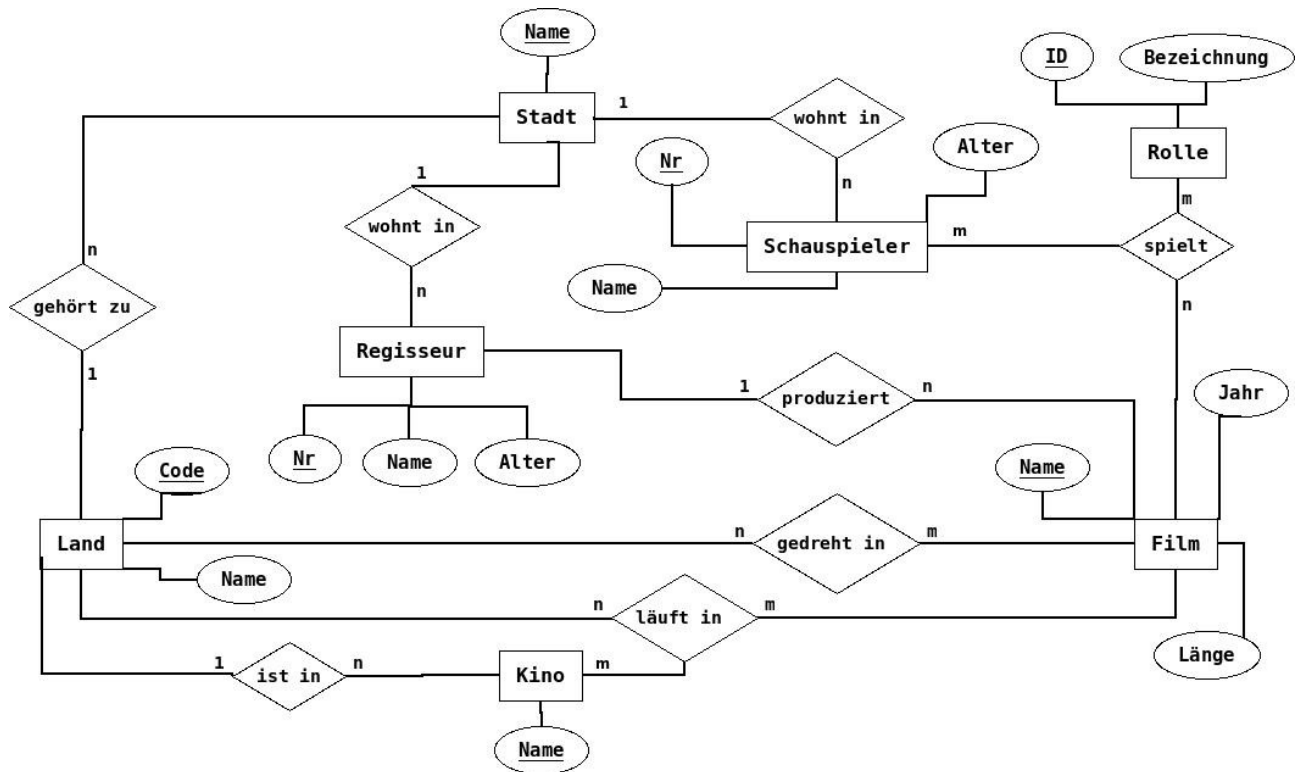 Name
ID
Bezeichnung
Stadt
1
wohnt in
Nr
Alter
Rolle
1
n
m
wohnt in
Schauspieler
m
spielt
n
gehört zu
n
Name
n
Regisseur
1
1
produziert
n
Jahr
Nr
Name
Alter
Code
Name
Land
n
gedreht in
m
Film
Name
n
läuft in
m
1
ist in
n
Kino
m
Länge
Name